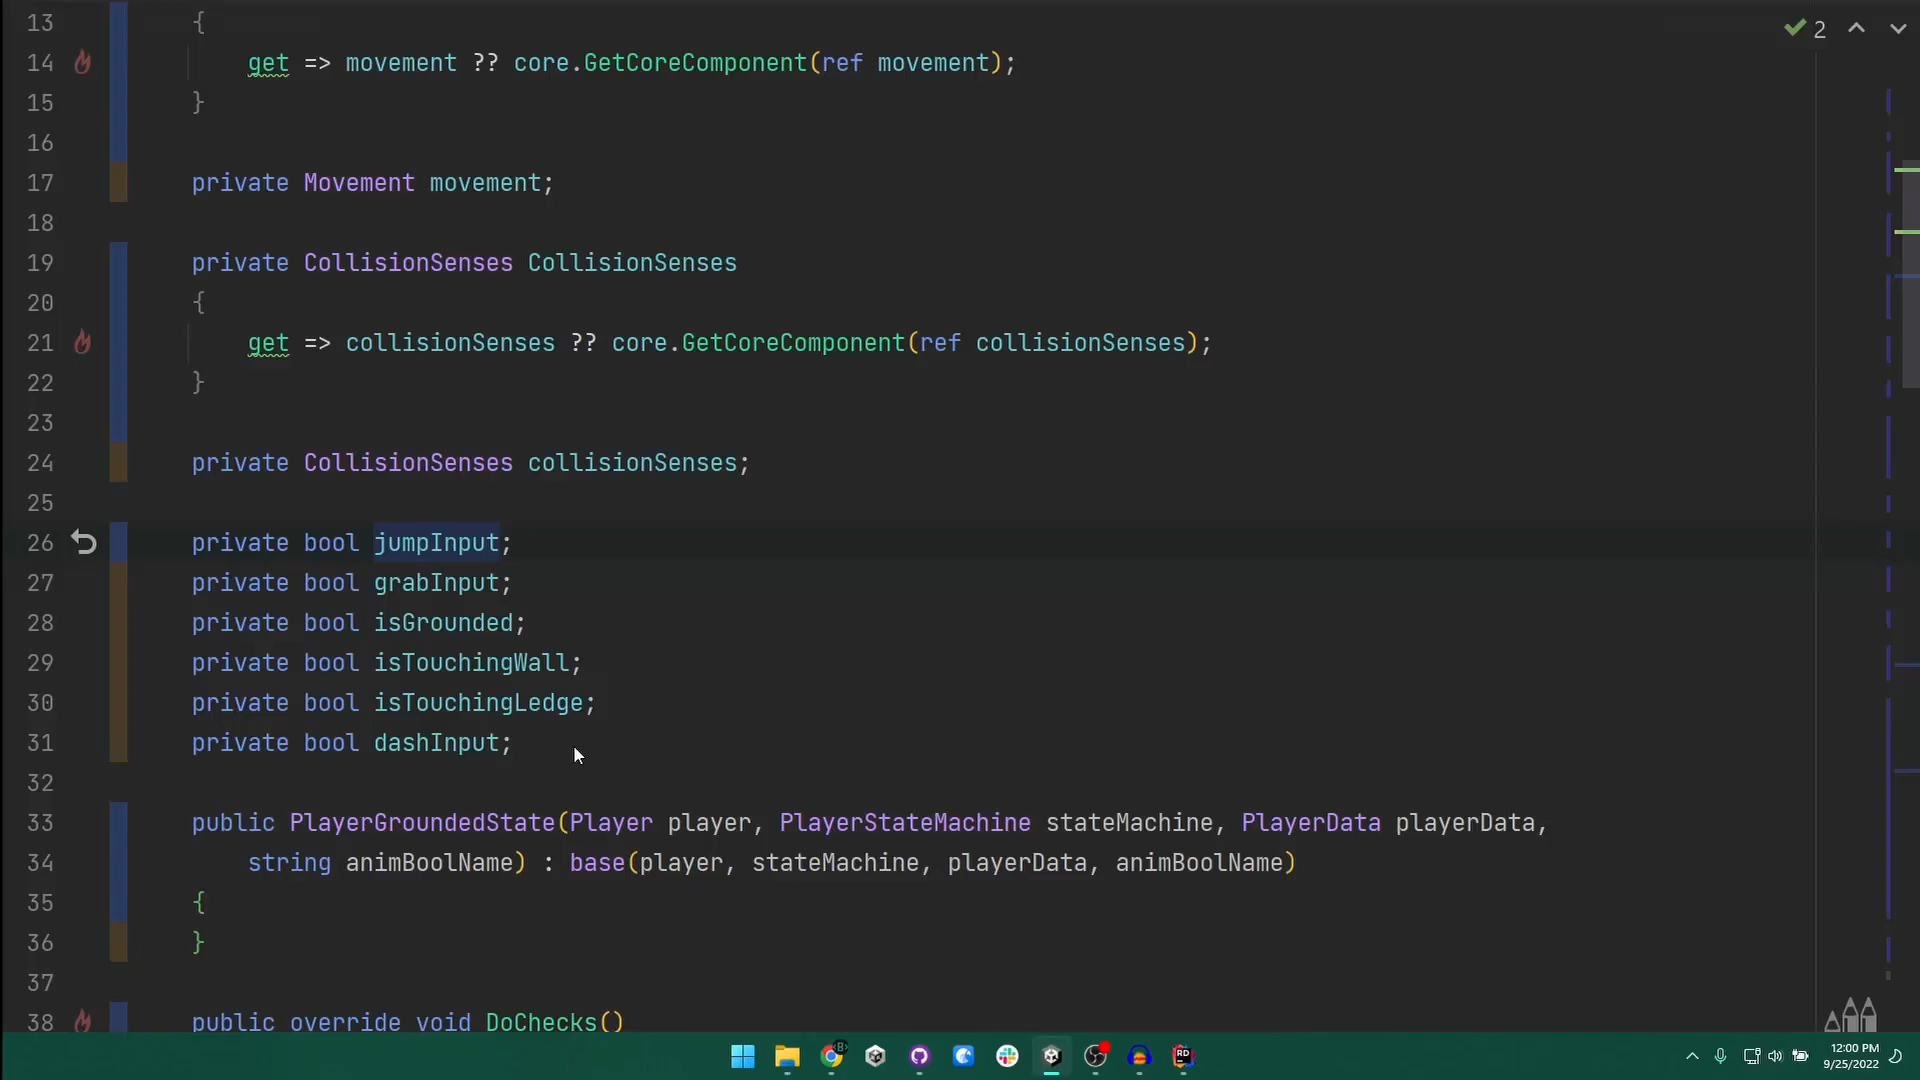 2
13 {
14 get => movement ?? core.GetCoreComponent(ref movement);
15 }
16
17 private Movement movement;
18
19 private CollisionSenses CollisionSenses
20 {
21 get => collisionSenses ?? core.GetCoreComponent(ref collisionSenses);
22 }
23
24 private CollisionSenses collisionSenses;
25
26 private bool jumpInput;
27 private bool grabInput;
28 private bool isGrounded;
29 private bool isTouchingWall;
30 private bool isTouchingLedge;
31 private bool dashInput;
32
33 public PlayerGroundedState(Player player, PlayerStateMachine stateMachine, PlayerData playerData,
34 string animBoolName) : base(player, stateMachine, playerData, animBoolName)
35 {
36 }
37
38 public override void DoChecks()
RD
12:00 PM
9/25/2022